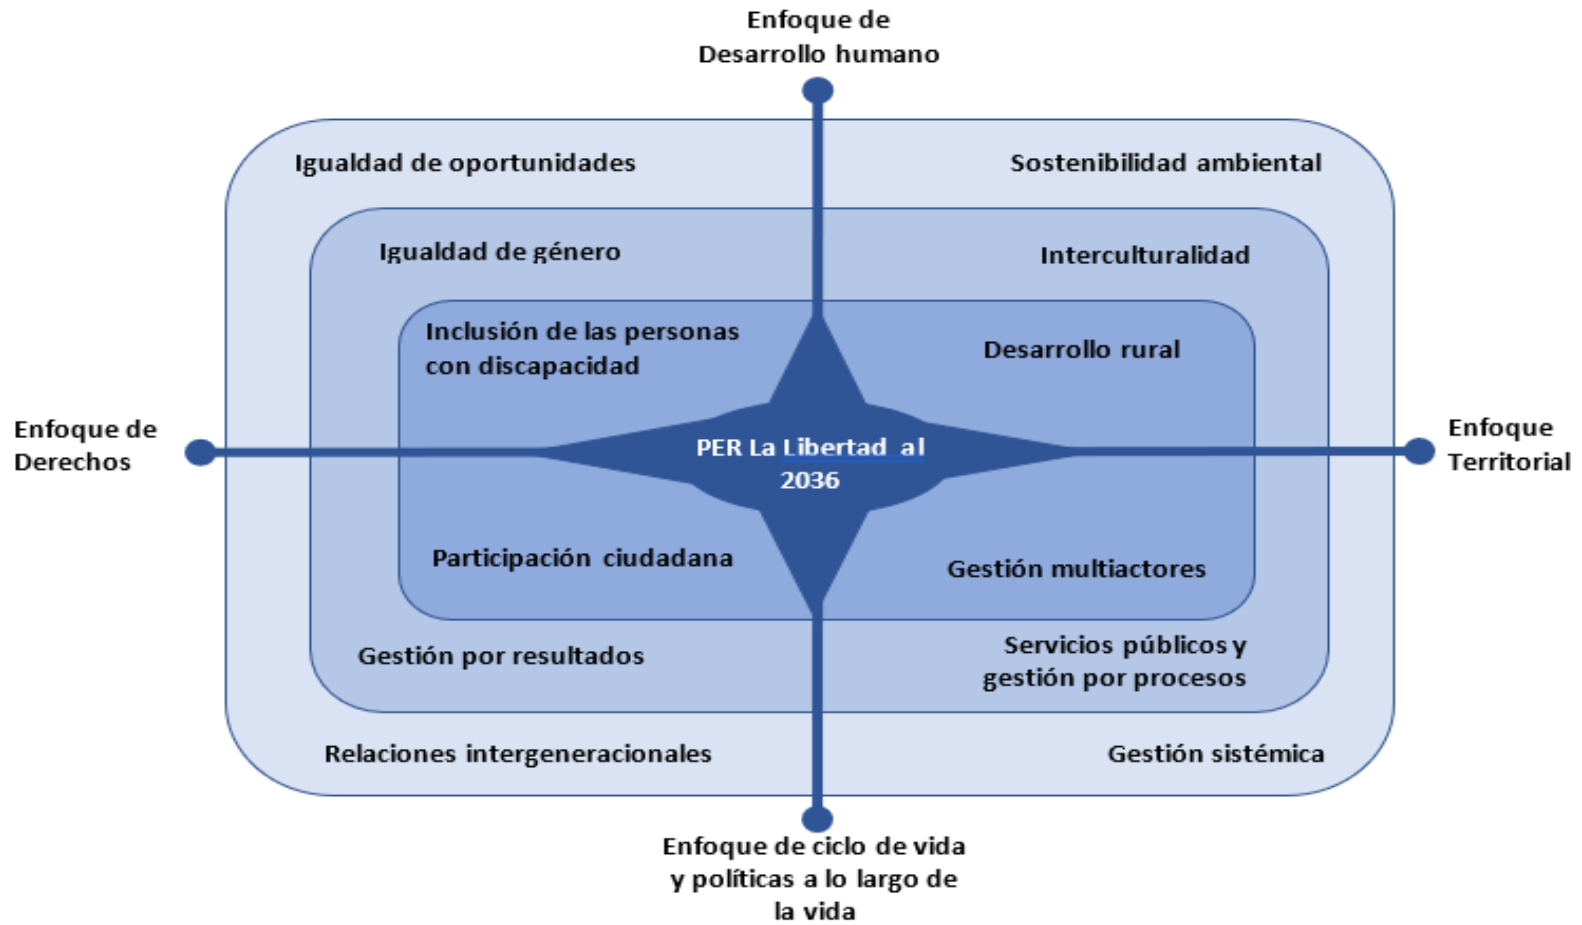 Enfoque de
Desarrollo humano
Igualdad de oportunidades
Sostenibilidad ambiental
Igualdad de género
Interculturalidad
Inclusión de las personas
con discapacidad
Desarrollo rural
Enfoque de
Derechos
PER La Libertad al
2036
Enfoque
Territorial
Participación ciudadana
Gestión multiactores
Gestión por resultados
Servicios públicos y
gestión por procesos
Relaciones intergeneracionales
Gestión sistémica
Enfoque de ciclo de vida
y políticas a lo largo de
la vida